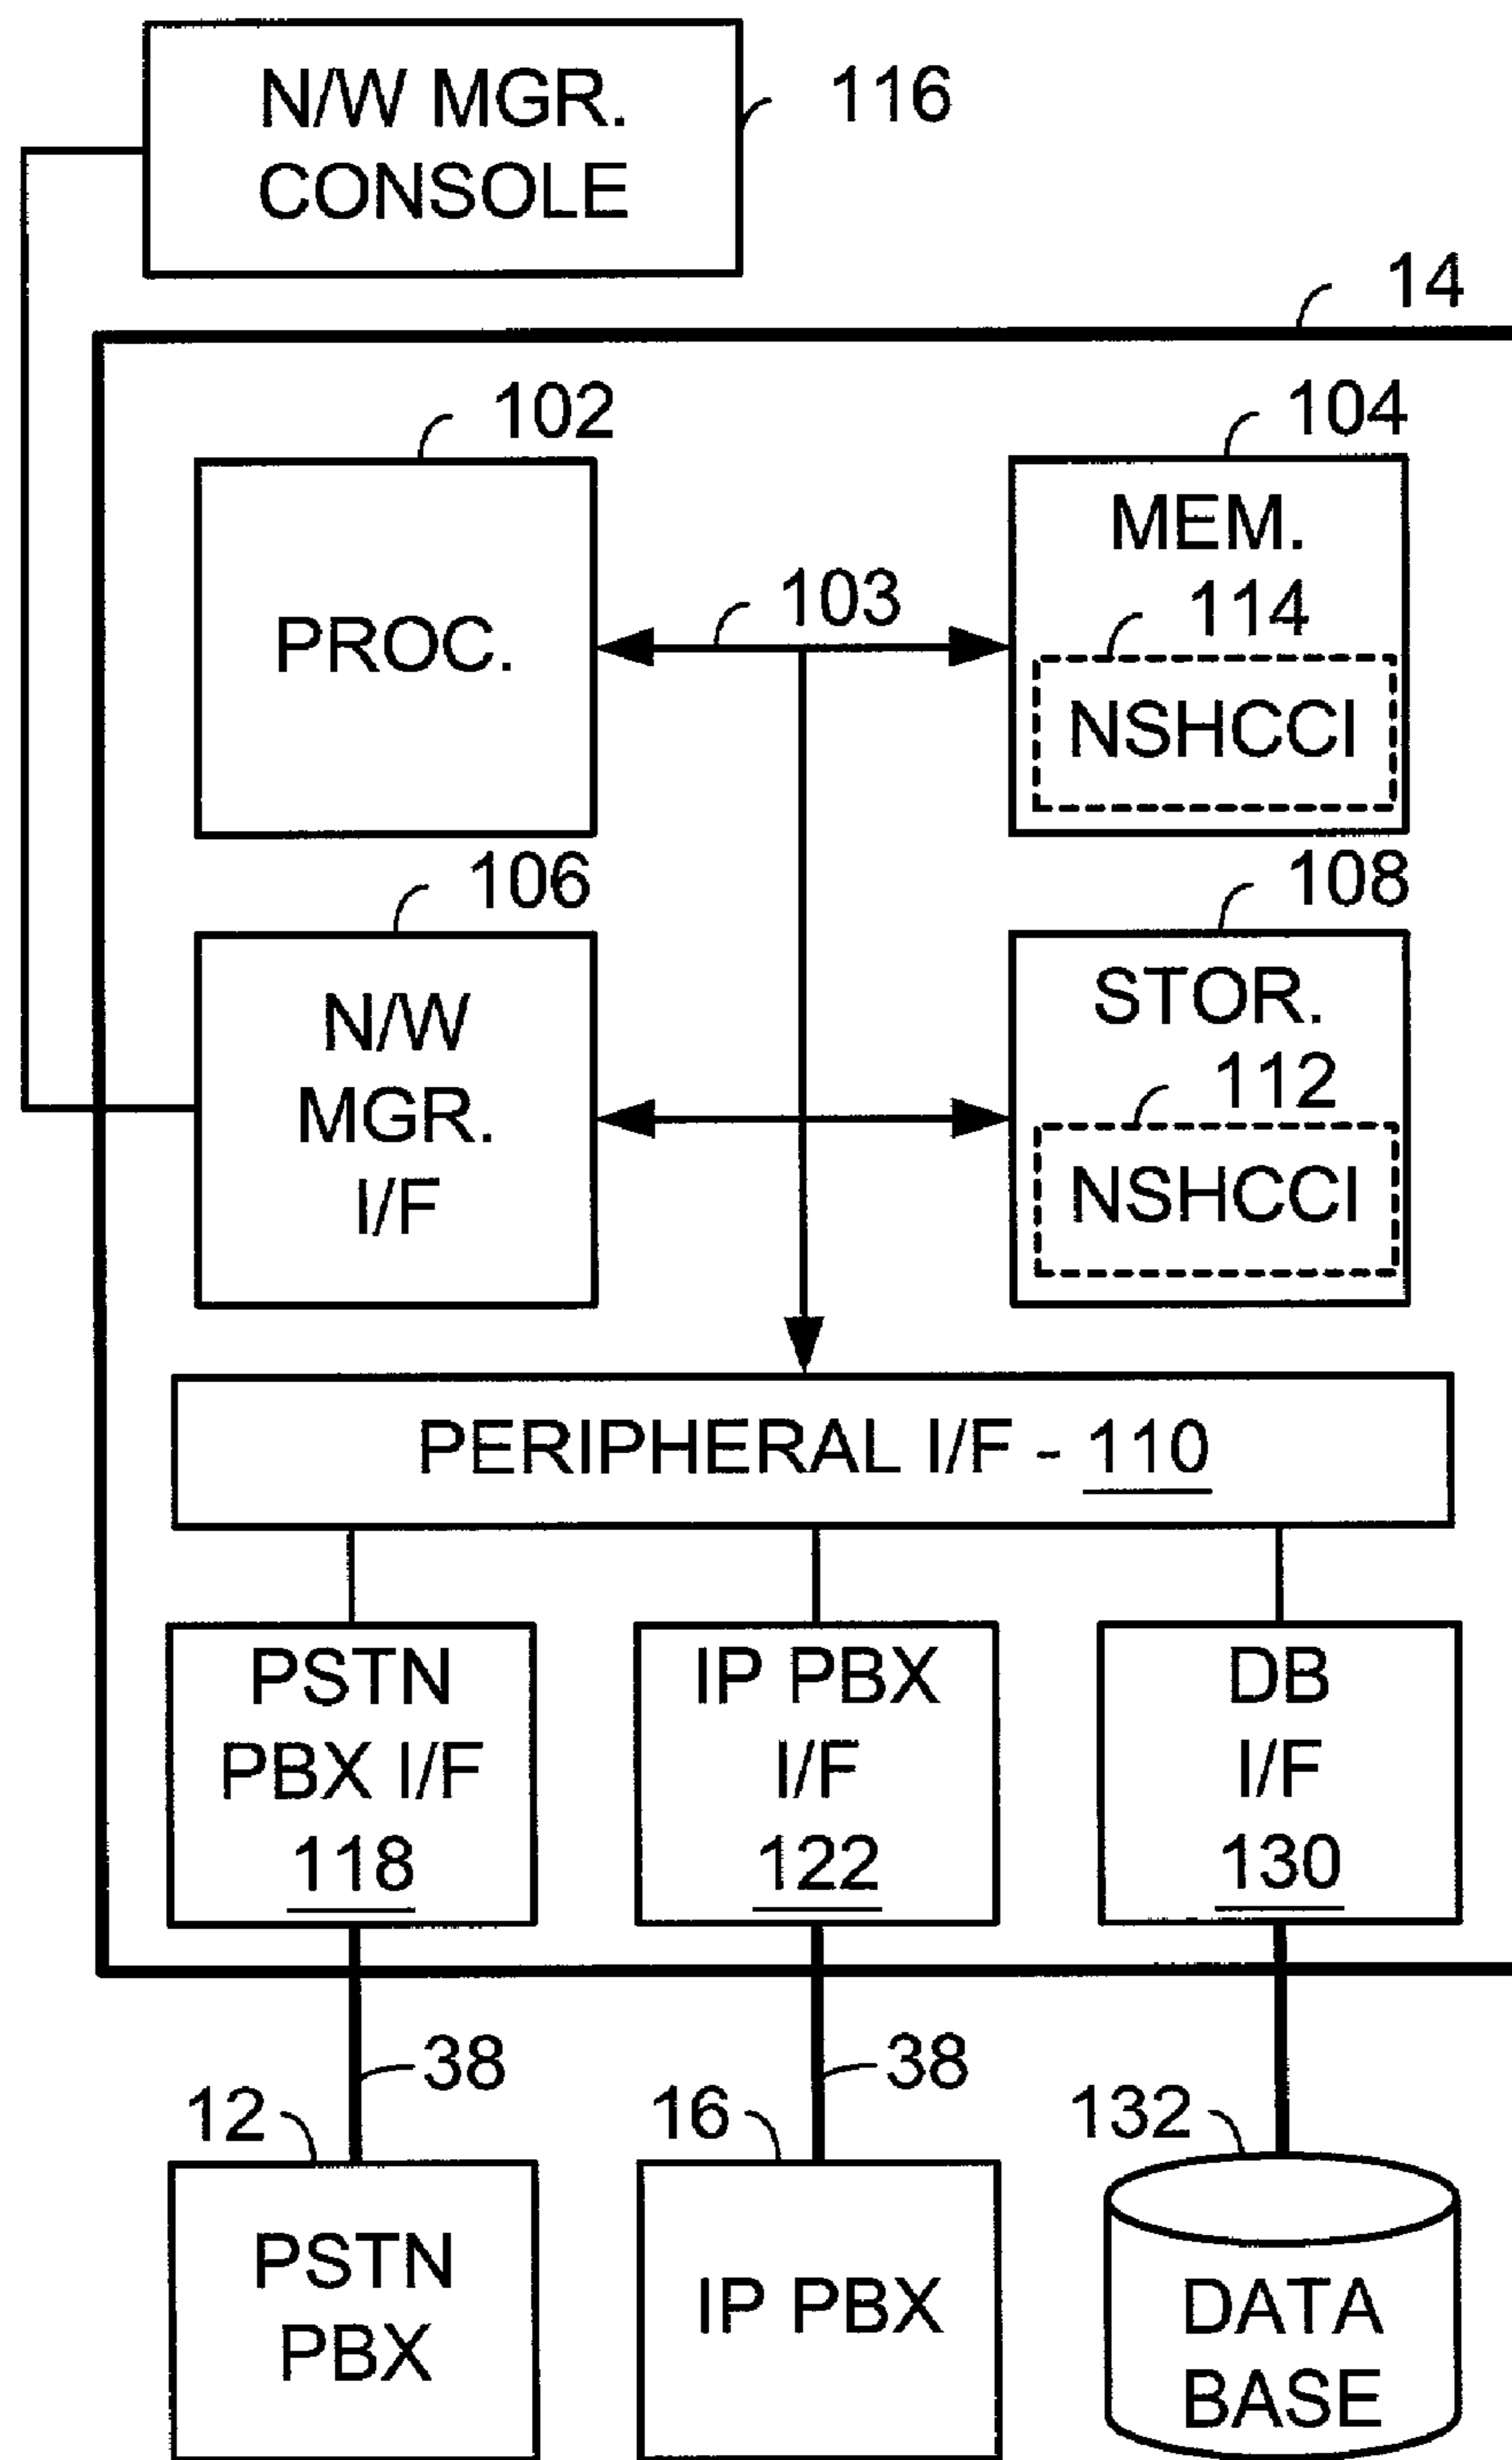 N/W MGR.
CONSOLE
116
14
102
104
PROC.
103
MEM.
114
NSHCCI
106
108
N/W
MGR.
I/F
STOR.
112
NSHCCI
PERIPHERAL I/F - 110
PSTN
PBX I/F
118
IP PBX
I/F
122
DB
I/F
130
38
38
12
16
132
PSTN
PBX
IP PBX
DATA
BASE